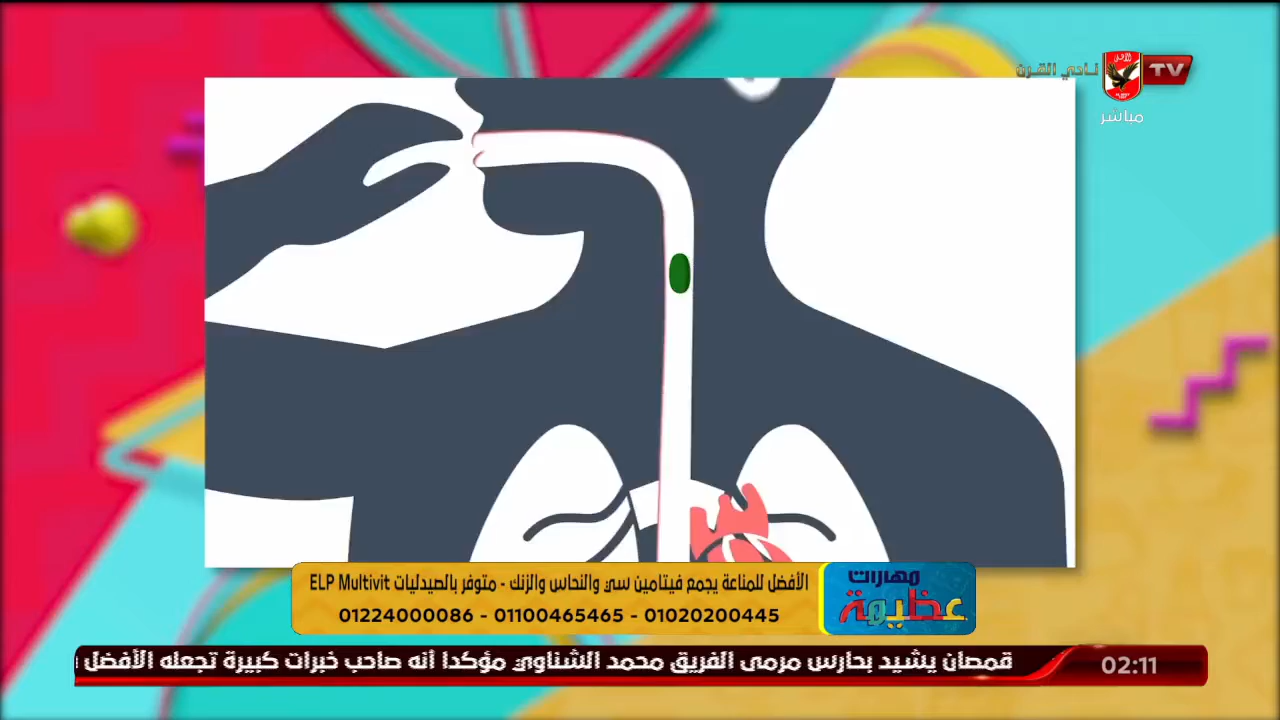 نادي القرن TV
مباشر
الأفضل للمناعة يجمع فيتامين سي والنحاس والزنك - متوفر بالصيدليات ELP Multivit
01224000086 - 01100465465 - 01020200445
مهارات
عظيمة
قمصان يشيد بحارس مرمى الفريق محمد الشناوي مؤكدا أنه صاحب خبرات كبيرة تجعله الأفضل
02:11